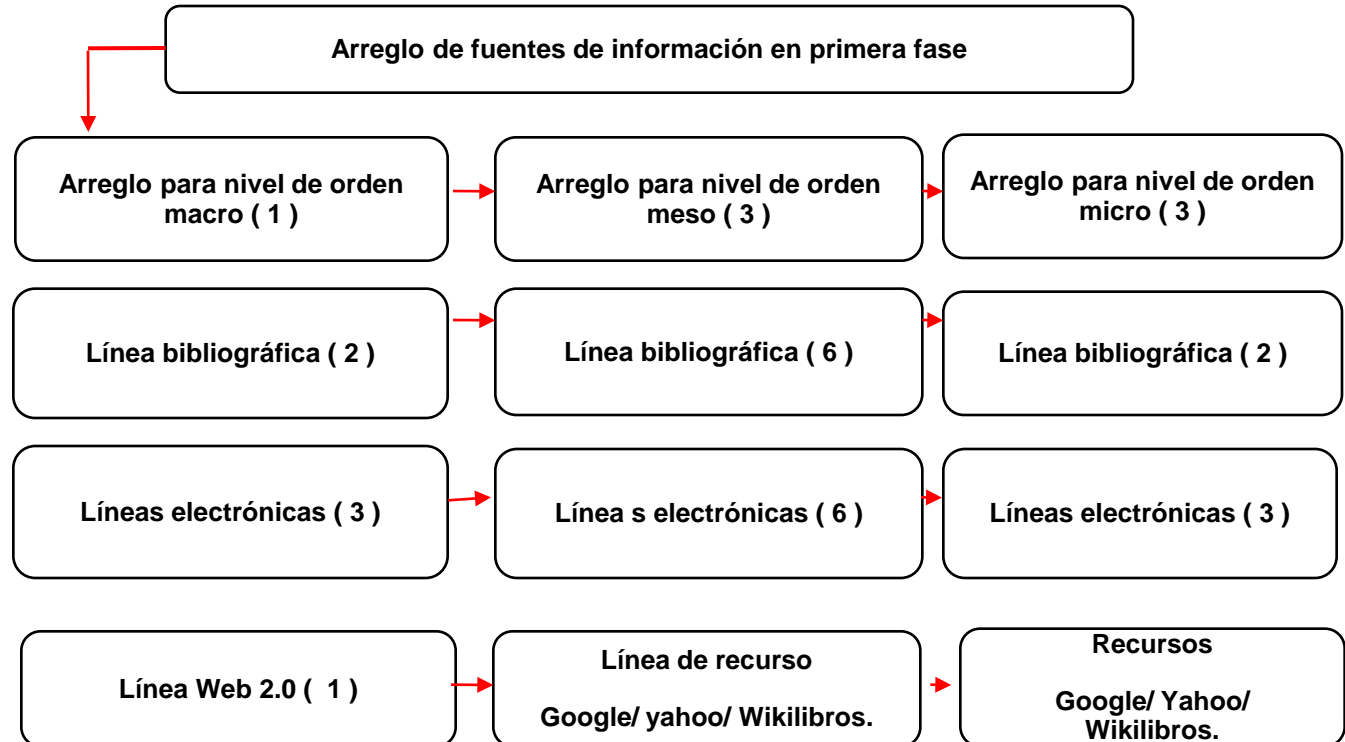 Arreglo de fuentes de información en primera fase
Arreglo para nivel de orden
macro ( 1 )
Arreglo para nivel de orden
meso ( 3 )
Arreglo para nivel de orden
micro ( 3 )
Línea bibliográfica ( 2 )
Línea bibliográfica ( 6 )
Línea bibliográfica ( 2 )
Líneas electrónicas ( 3 )
Línea s electrónicas ( 6 )
Líneas electrónicas ( 3 )
Línea Web 2.0 (  1 )
Línea de recurso
Google/ yahoo/ Wikilibros.
Recursos
Google/ Yahoo/
Wikilibros.